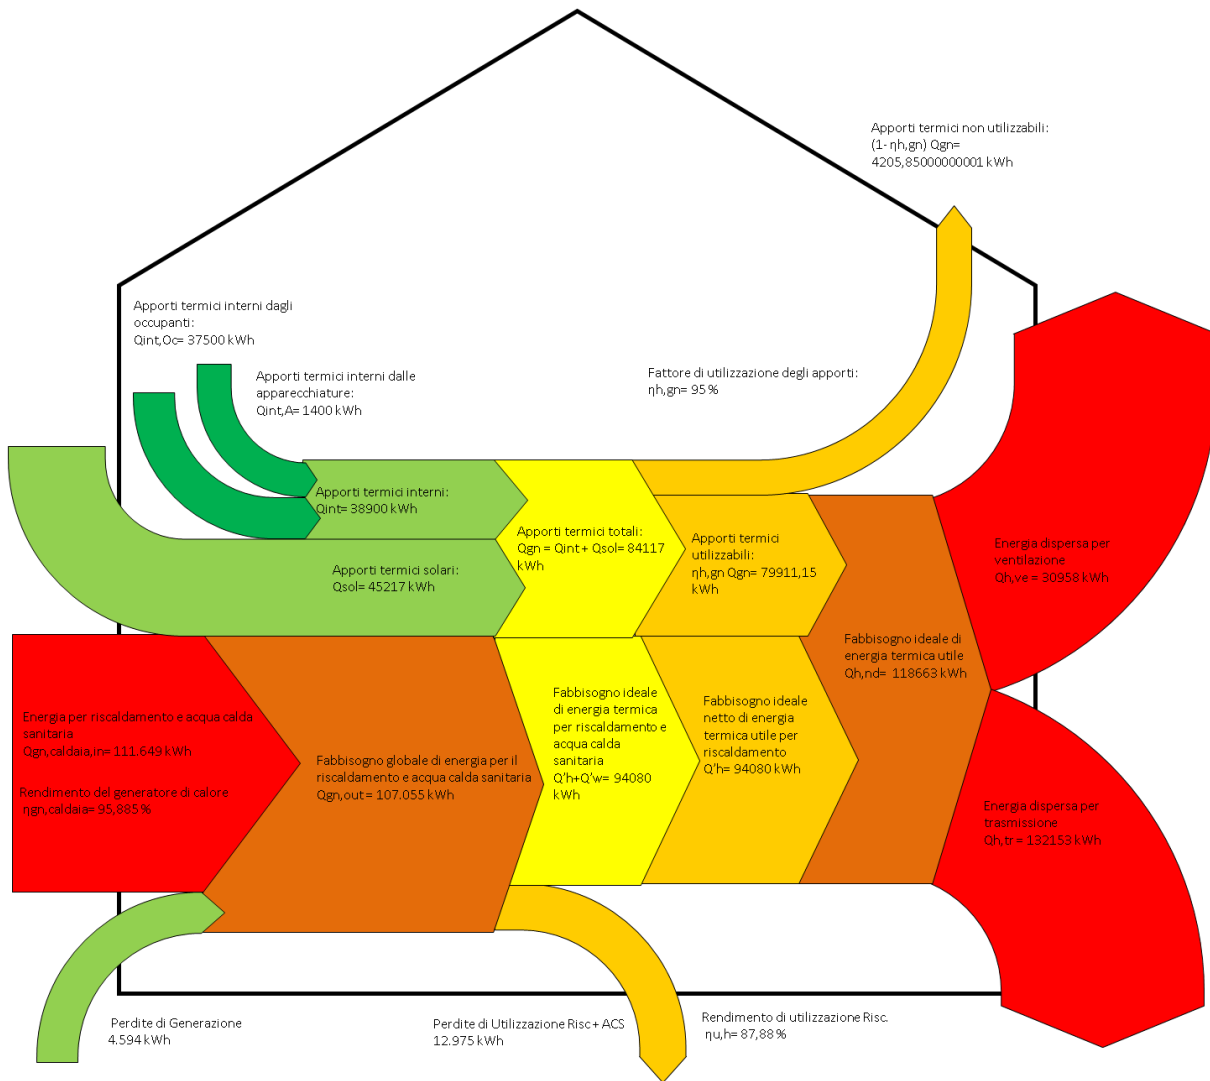 Apporti termici non utilizzabili:
(1- ηh,gn) Qgn=
4205,85000000001 kWh
Apporti termici interni dagli
occupanti:
Qint,Oc= 37500 kWh
Apporti termici interni dalle
apparecchiature:
Qint,A= 1400 kWh
Fattore di utilizzazione degli apporti:
ηh,gn= 95 %
Apporti termici interni:
Qint= 38900 kWh
Apporti termici totali:
Qgn = Qint + Qsol= 84117
kWh
Apporti termici
utilizzabili:
ηh,gn Qgn= 79911,15
kWh
Energia dispersa per
ventilazione:
Qh,ve = 30958 kWh
Apporti termici solari:
Qsol= 45217 kWh
Fabbisogno ideale di
energia termica utile
Qh,nd= 118663 kWh
Energia per riscaldamento e acqua calda
sanitaria
Qgn,caldaia,in= 111.649 kWh
Rendimento del generatore di calore
ηgn,caldaia= 95,885 %
Fabbisogno globale di energia per il
riscaldamento e acqua calda sanitaria
Qgn,out = 107.055 kWh
Fabbisogno ideale
di energia termica
per riscaldamento e
acqua calda
sanitaria
Q'h+Q'w= 94080
kWh
Fabbisogno ideale
netto di energia
termica utile per
riscaldamento
Q'h= 94080 kWh
Energia dispersa per
trasmissione:
Qh,tr = 132153 kWh
Perdite di Generazione
4.594 kWh
Perdite di Utilizzazione Risc + ACS
12.975 kWh
Rendimento di utilizzazione Risc.
ηu,h= 87,88 %